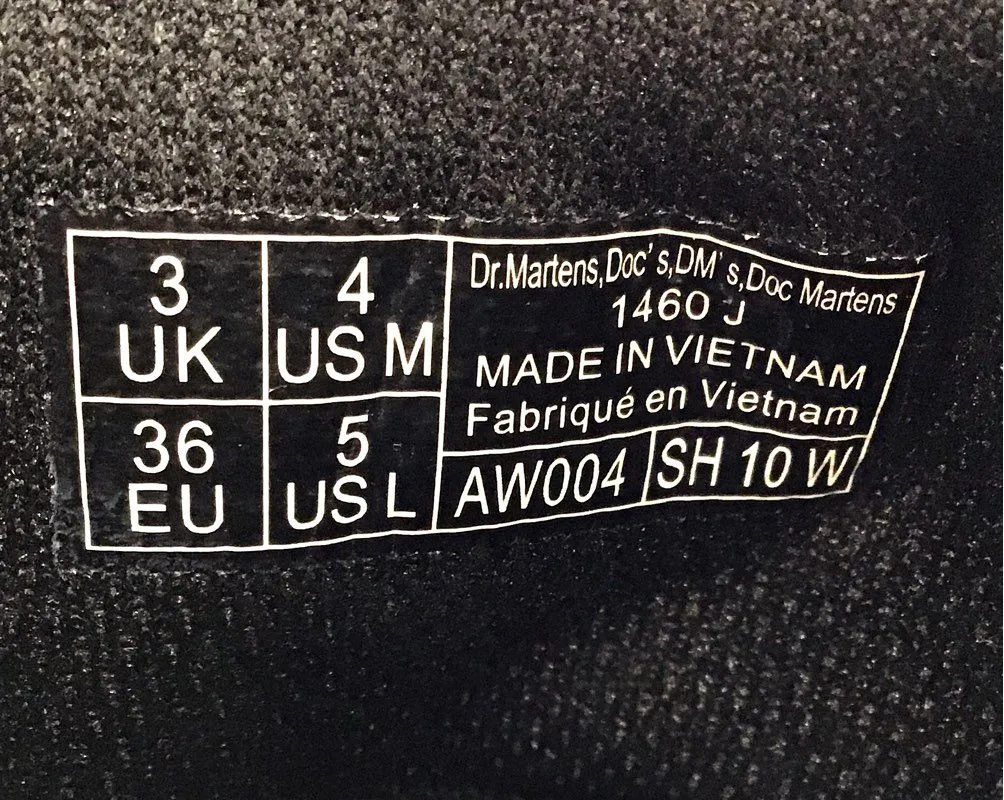 3
UK
4
US M
36
EU
5
US L
Dr.Martens,Doc's,DM's,Doc Martens
1460 J
MADE IN VIETNAM
Fabriqué en Vietnam
AW004
SH 10 W